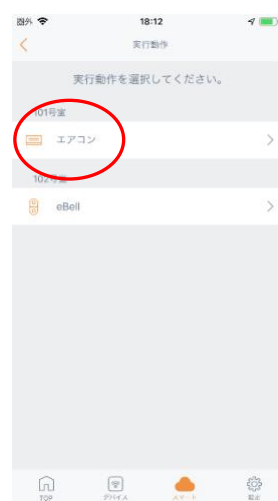 圏外 18:12
実行動作
実行動作を選択してください。
101号室
エアコン
102号室
eBell
TOP デバイス スマート 設定